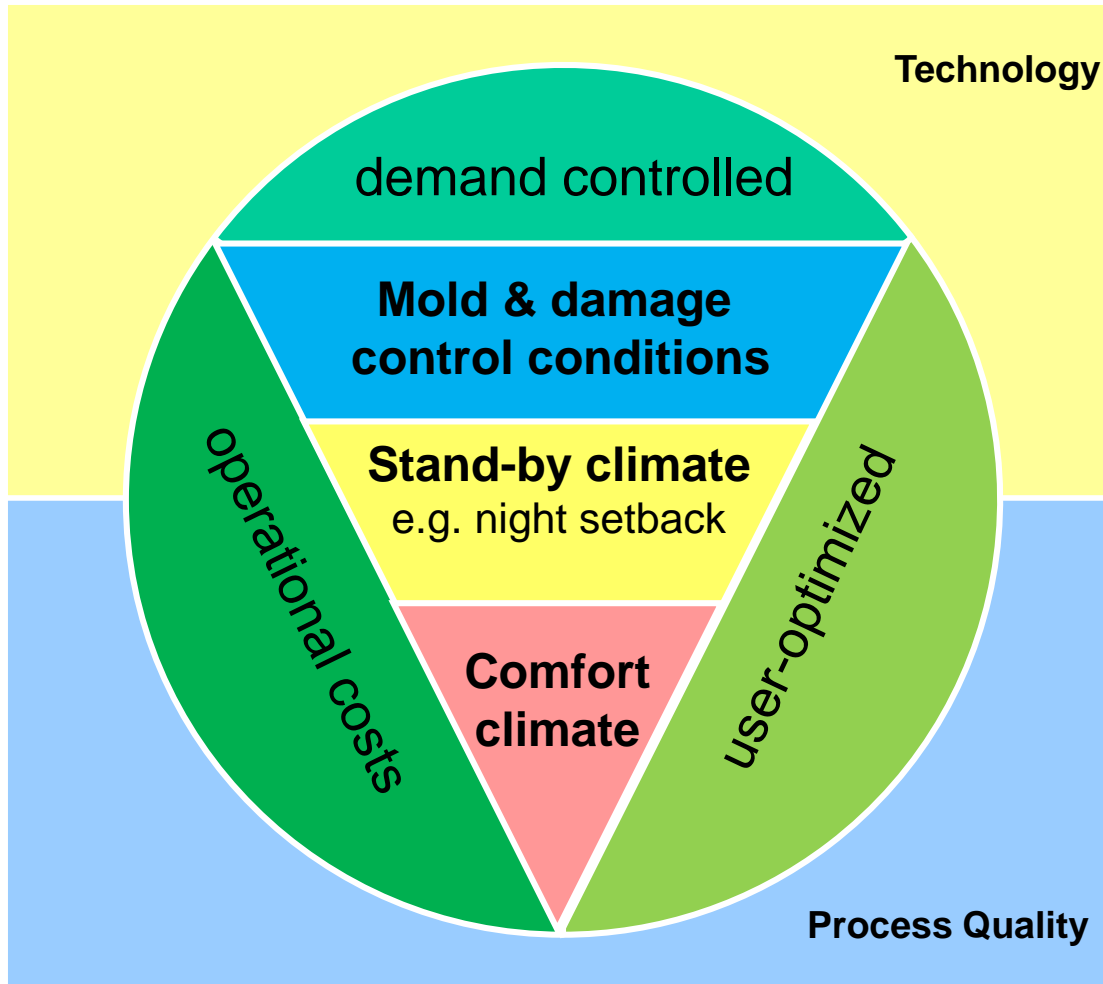 Technology
demand controlled
Mold & damage
control conditions
Stand-by climate
e.g. night setback
operational costs
user-optimized
Comfort
climate
Process Quality